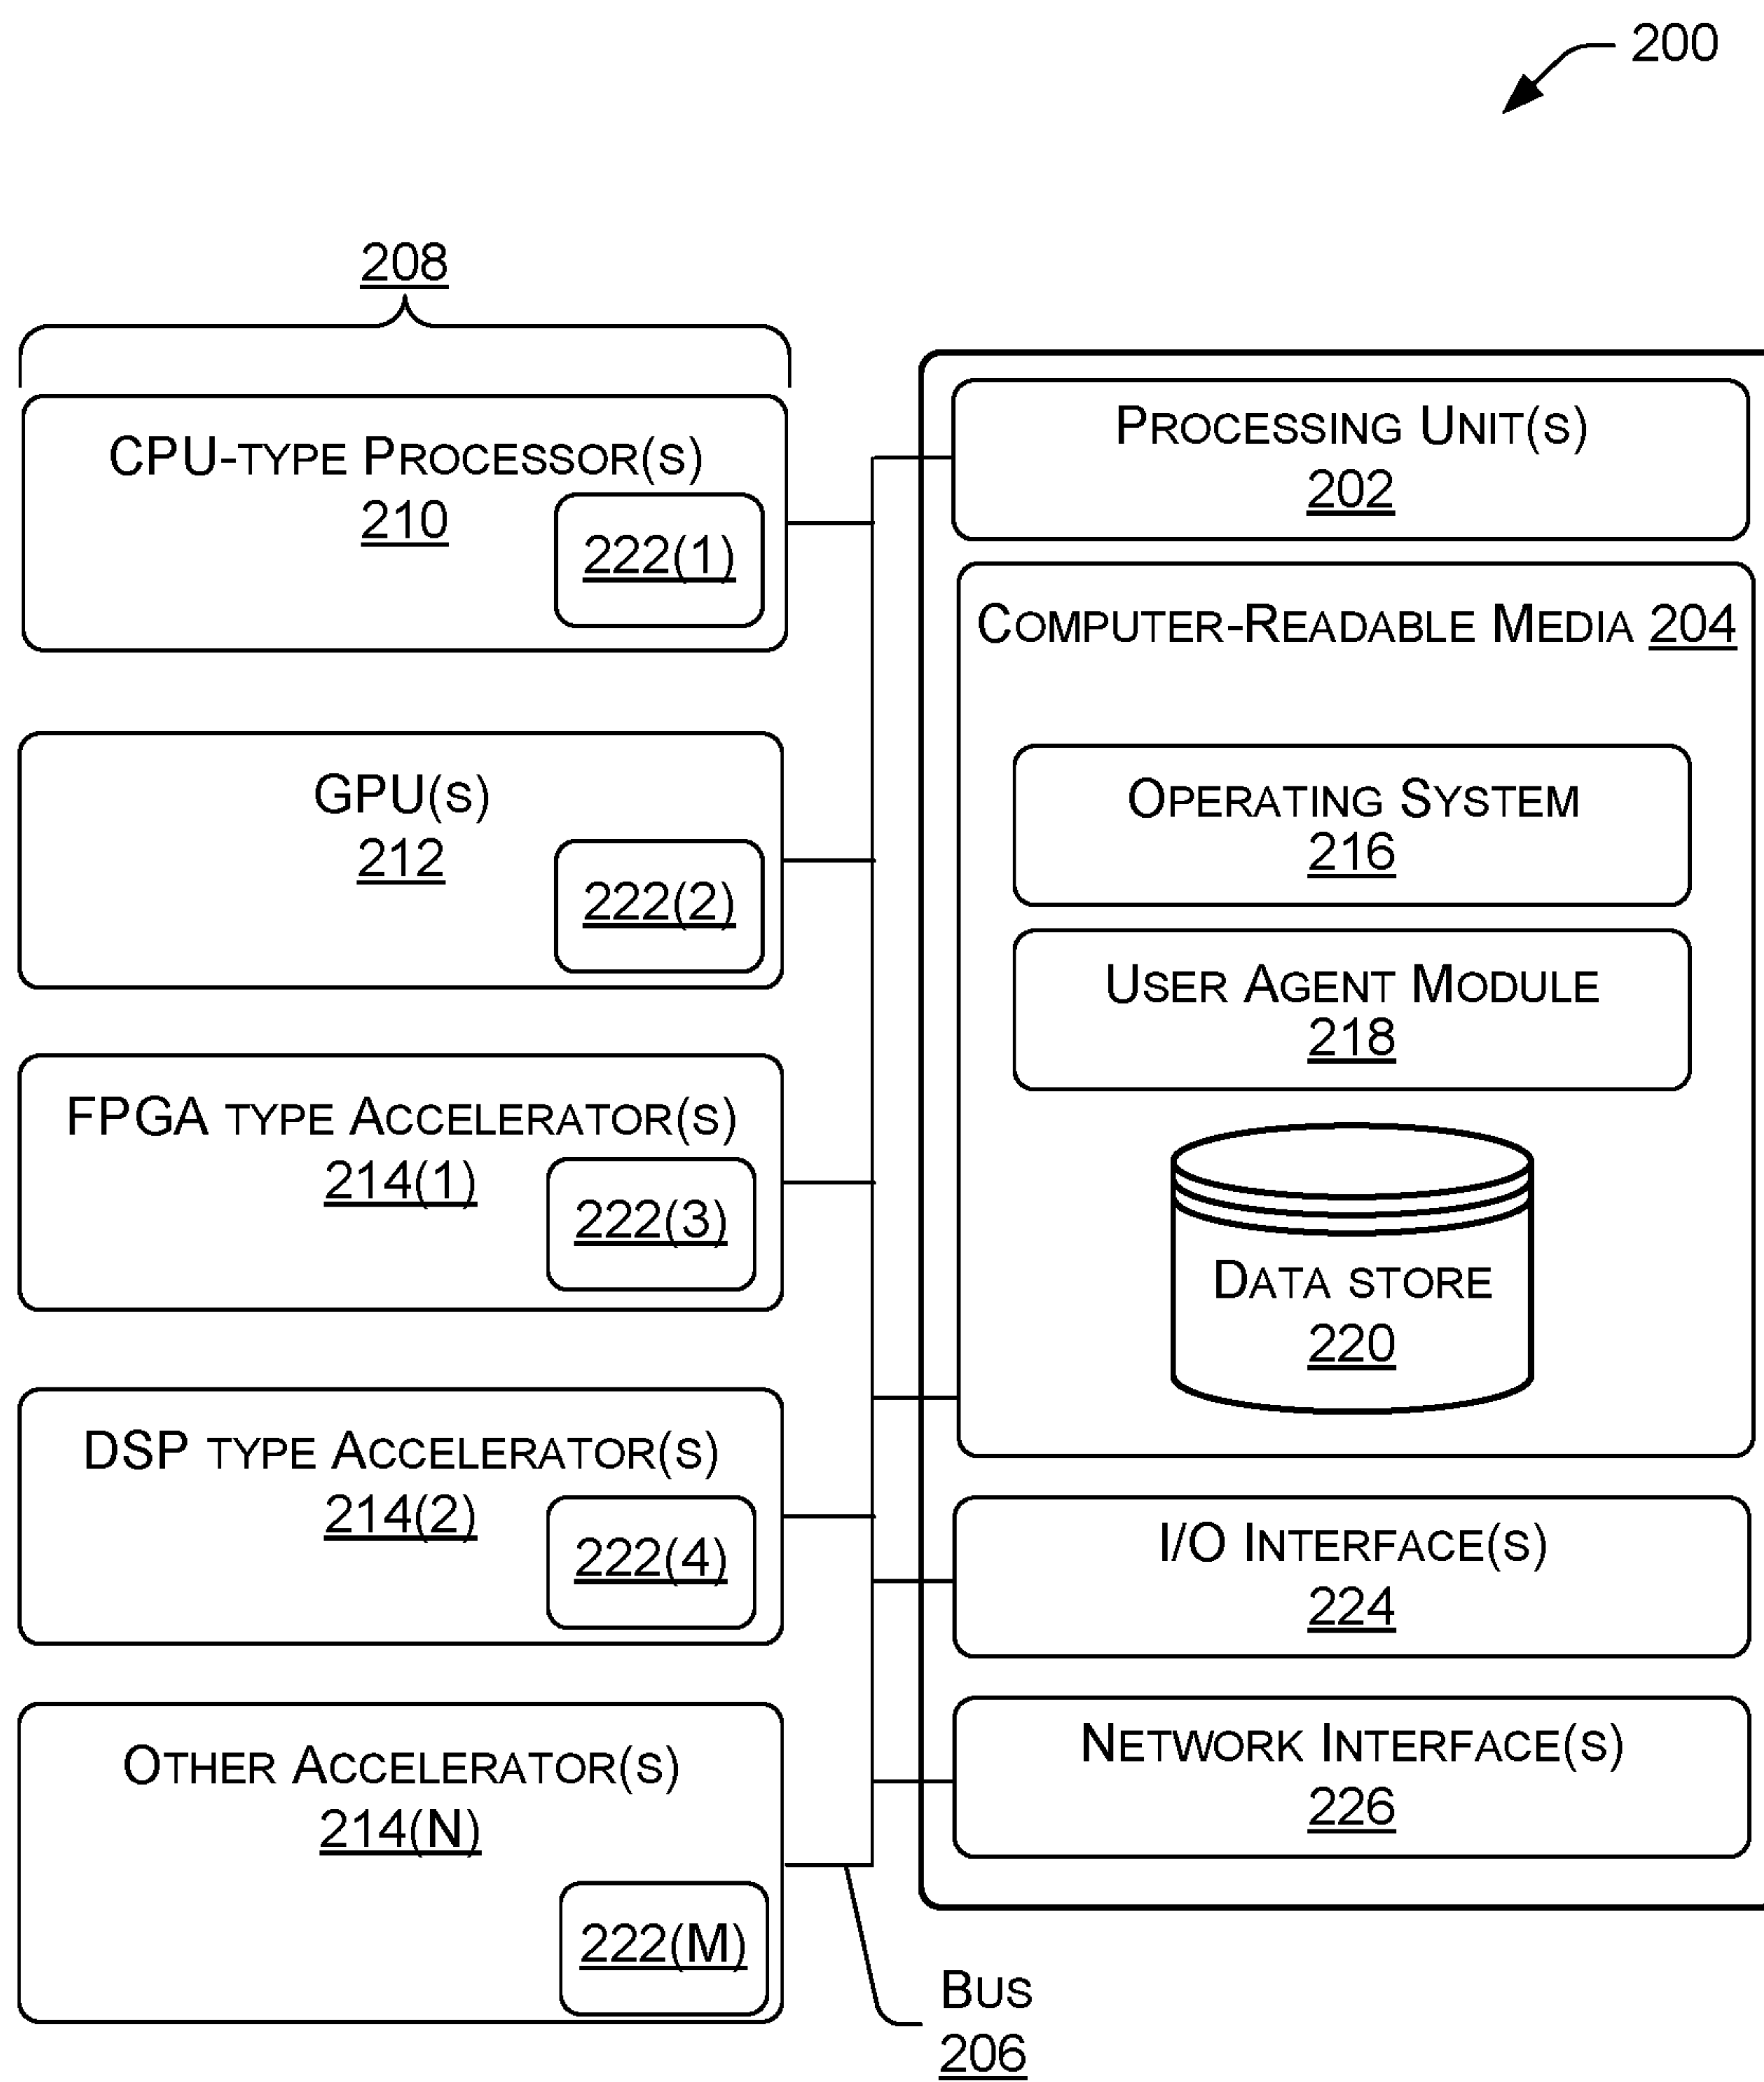 200
208
CPU-TYPE PROCESSOR(S)
210
222(1)
GPU(S)
212
222(2)
FPGA TYPE ACCELERATOR(S)
214(1)
222(3)
DSP TYPE ACCELERATOR(S)
214(2)
222(4)
OTHER ACCELERATOR(S)
214(N)
222(M)
PROCESSING UNIT(S)
202
COMPUTER-READABLE MEDIA 204
OPERATING SYSTEM
216
USER AGENT MODULE
218
DATA STORE
220
I/O INTERFACE(S)
224
NETWORK INTERFACE(S)
226
BUS
206